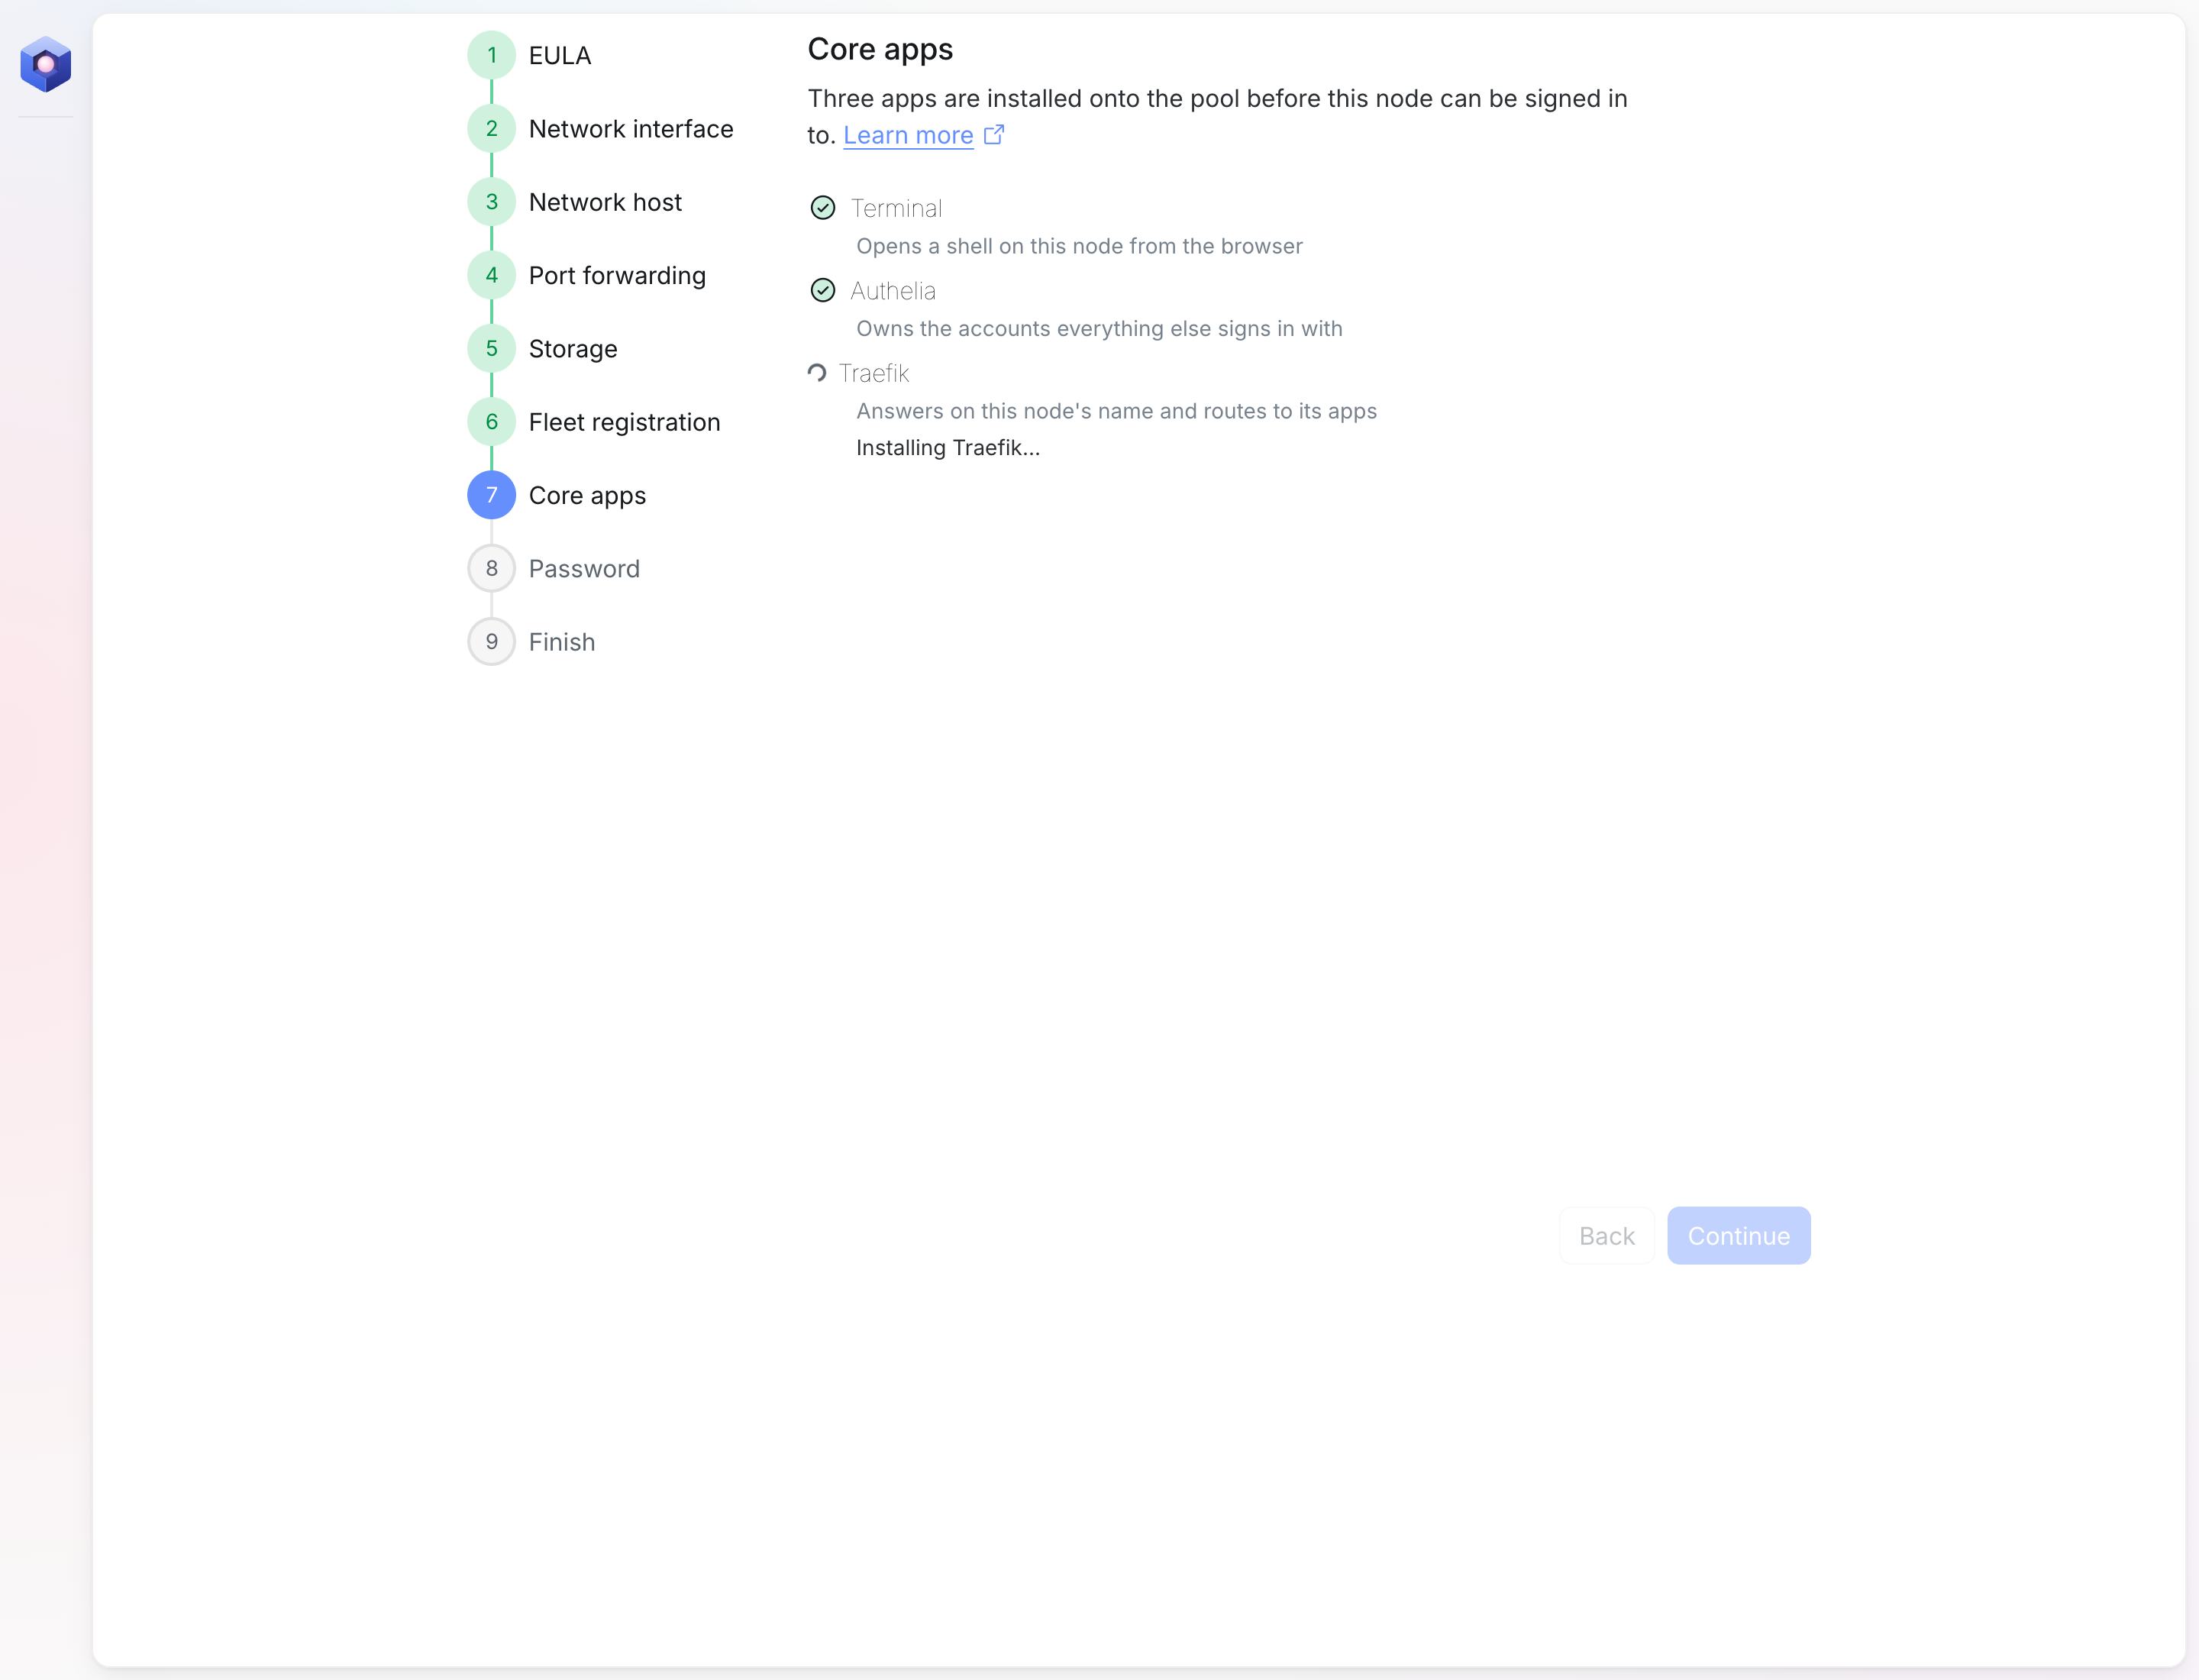 1 EULA
2 Network interface
3 Network host
4 Port forwarding
5 Storage
6 Fleet registration
7 Core apps
8 Password
9 Finish
Core apps
Three apps are installed onto the pool before this node can be signed in
to. Learn more
Terminal
Opens a shell on this node from the browser
Authelia
Owns the accounts everything else signs in with
Traefik
Answers on this node's name and routes to its apps
Installing Traefik...
Back Continue